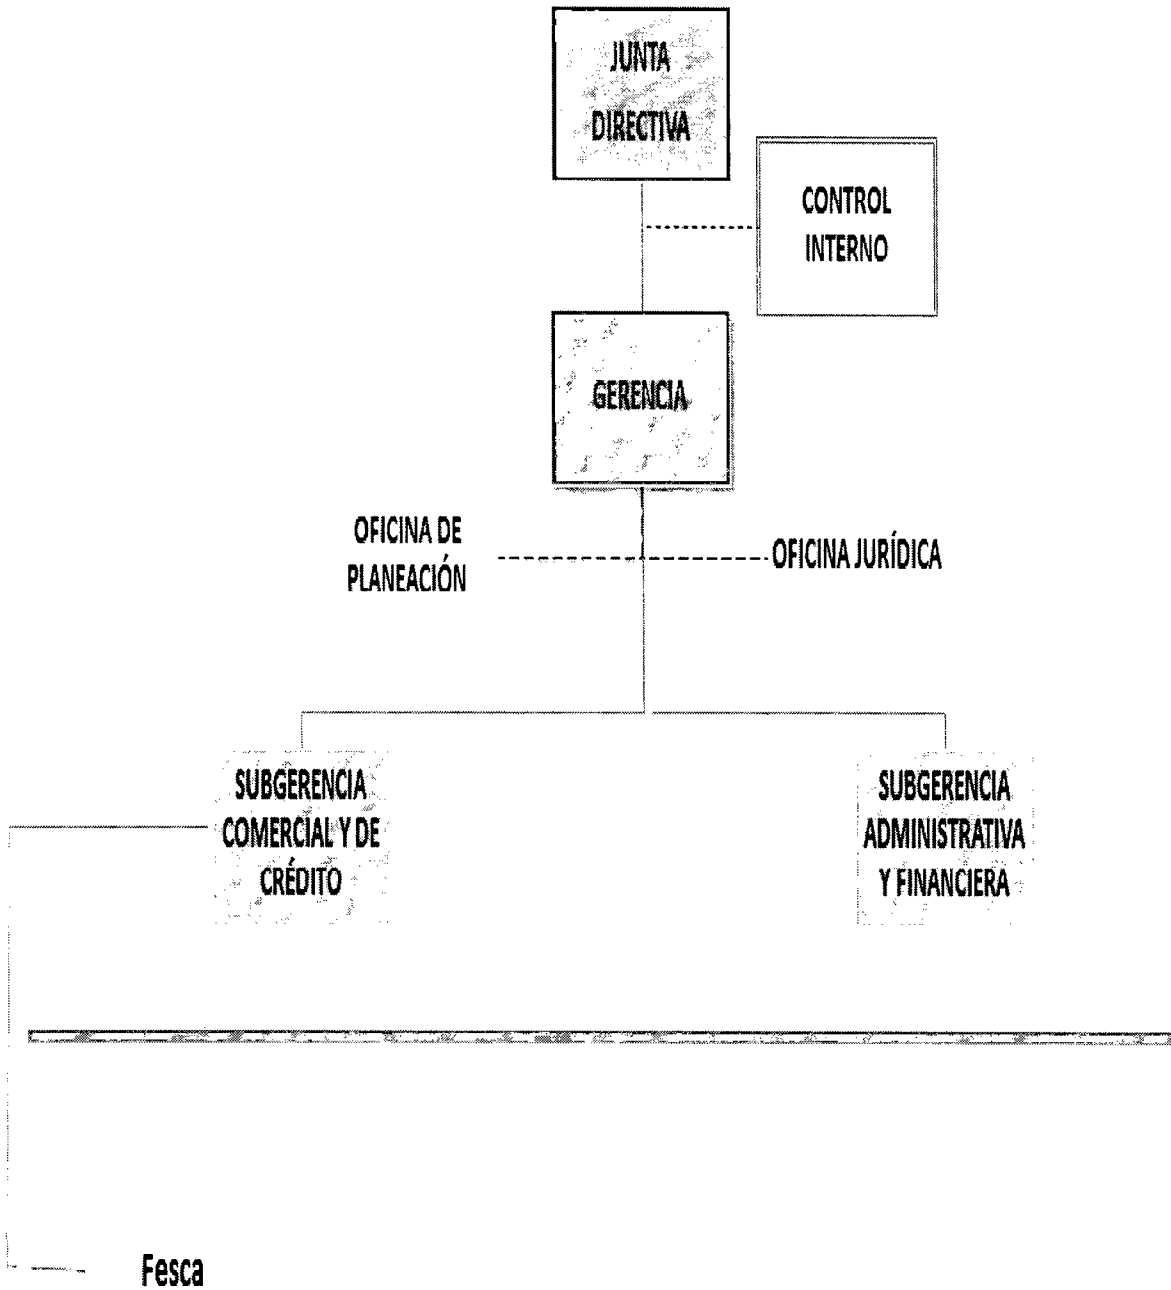 JUNTA
DIRECTIVA
CONTROL
INTERNO
GERENCIA
OFICINA DE
PLANEACIÓN
OFICINA JURÍDICA
SUBGERENCIA
COMERCIAL Y DE
CRÉDITO
SUBGERENCIA
ADMINISTRATIVA
Y FINANCIERA
Fesca